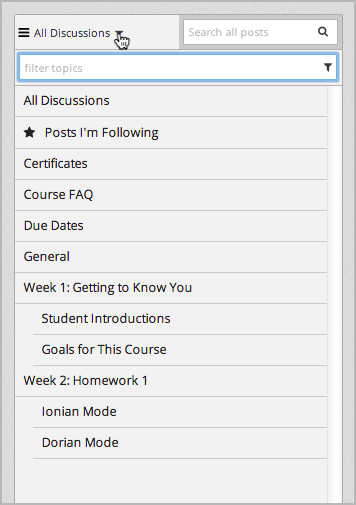 All Discussions
Search all posts
filter topics
All Discussions
Posts I'm Following
Certificates
Course FAQ
Due Dates
General
Week 1: Getting to Know You
Student Introductions
Goals for This Course
Week 2: Homework 1
Ionian Mode
Dorian Mode